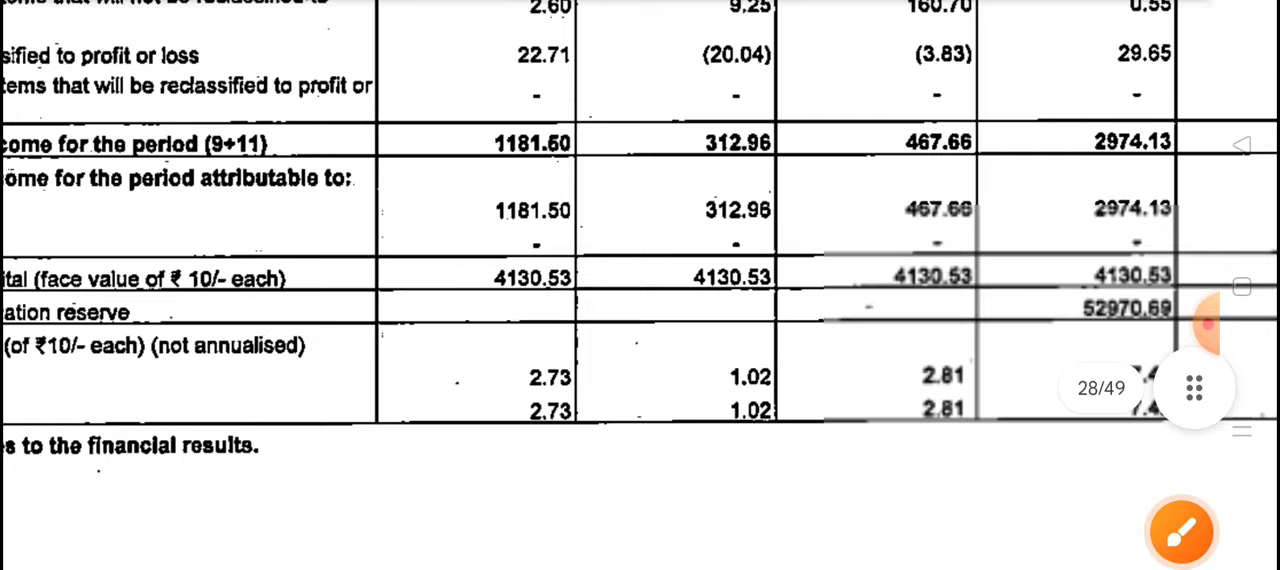 2.60 9.25 160.70 0.55
sified to profit or loss 22.71 (20.04) (3.83) 29.65
tems that will be reclassified to profit or - - - -
come for the period (9+11) 1181.50 312.96 467.66 2974.13
ome for the period attributable to:
1181.50 312.96 467.66 2974.13
- - - -
ital (face value of ₹ 10/- each) 4130.53 4130.53 4130.53 4130.53
ation reserve - 52970.69
(of ₹10/- each) (not annualised)
2.73 1.02 2.81
2.73 1.02 2.81
28/49
s to the financial results.